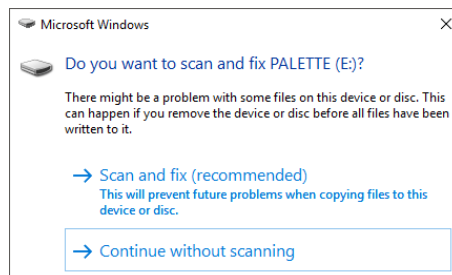 Microsoft Windows
Do you want to scan and fix PALETTE (E:)?
There might be a problem with some files on this device or disc. This
can happen if you remove the device or disc before all files have been
written to it.
Scan and fix (recommended)
This will prevent future problems when copying files to this
device or disc.
Continue without scanning